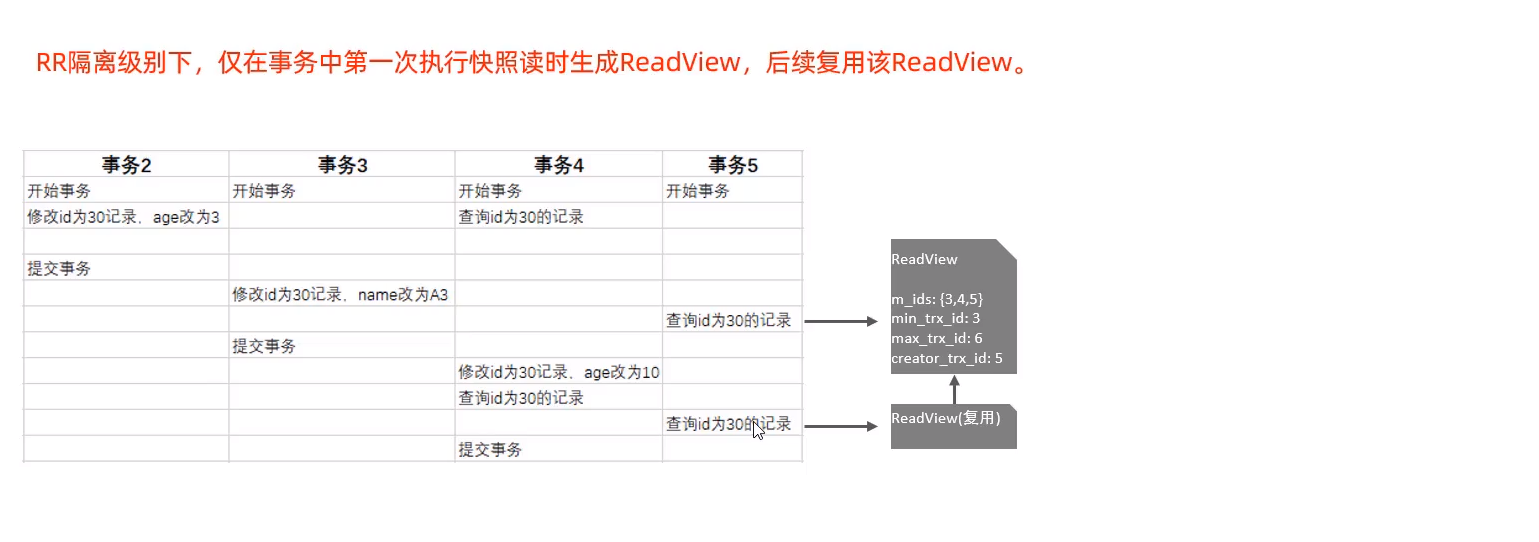 RR隔离级别下，仅在事务中第一次执行快照读时生成ReadView，后续复用该ReadView。
事务2 事务3 事务4 事务5
开始事务 开始事务 开始事务 开始事务
修改id为30记录，age改为3 查询id为30的记录
提交事务
修改id为30记录，name改为A3
查询id为30的记录
提交事务
修改id为30记录，age改为10
查询id为30的记录
查询id为30的记录
提交事务
ReadView
m_ids: {3,4,5}
min_trx_id: 3
max_trx_id: 6
creator_trx_id: 5
ReadView(复用)